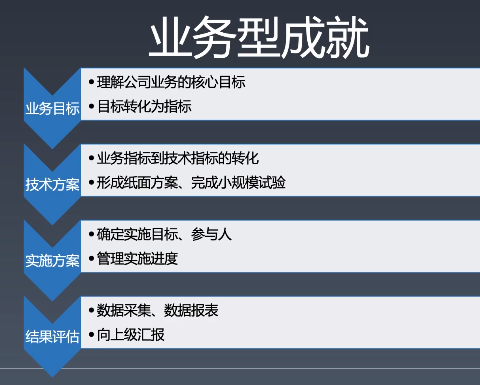 业务型成就
业务目标
•理解公司业务的核心目标
•目标转化为指标
技术方案
•业务指标到技术指标的转化
•形成纸面方案、完成小规模试验
实施方案
•确定实施目标、参与人
•管理实施进度
结果评估
•数据采集、数据报表
•向上级汇报